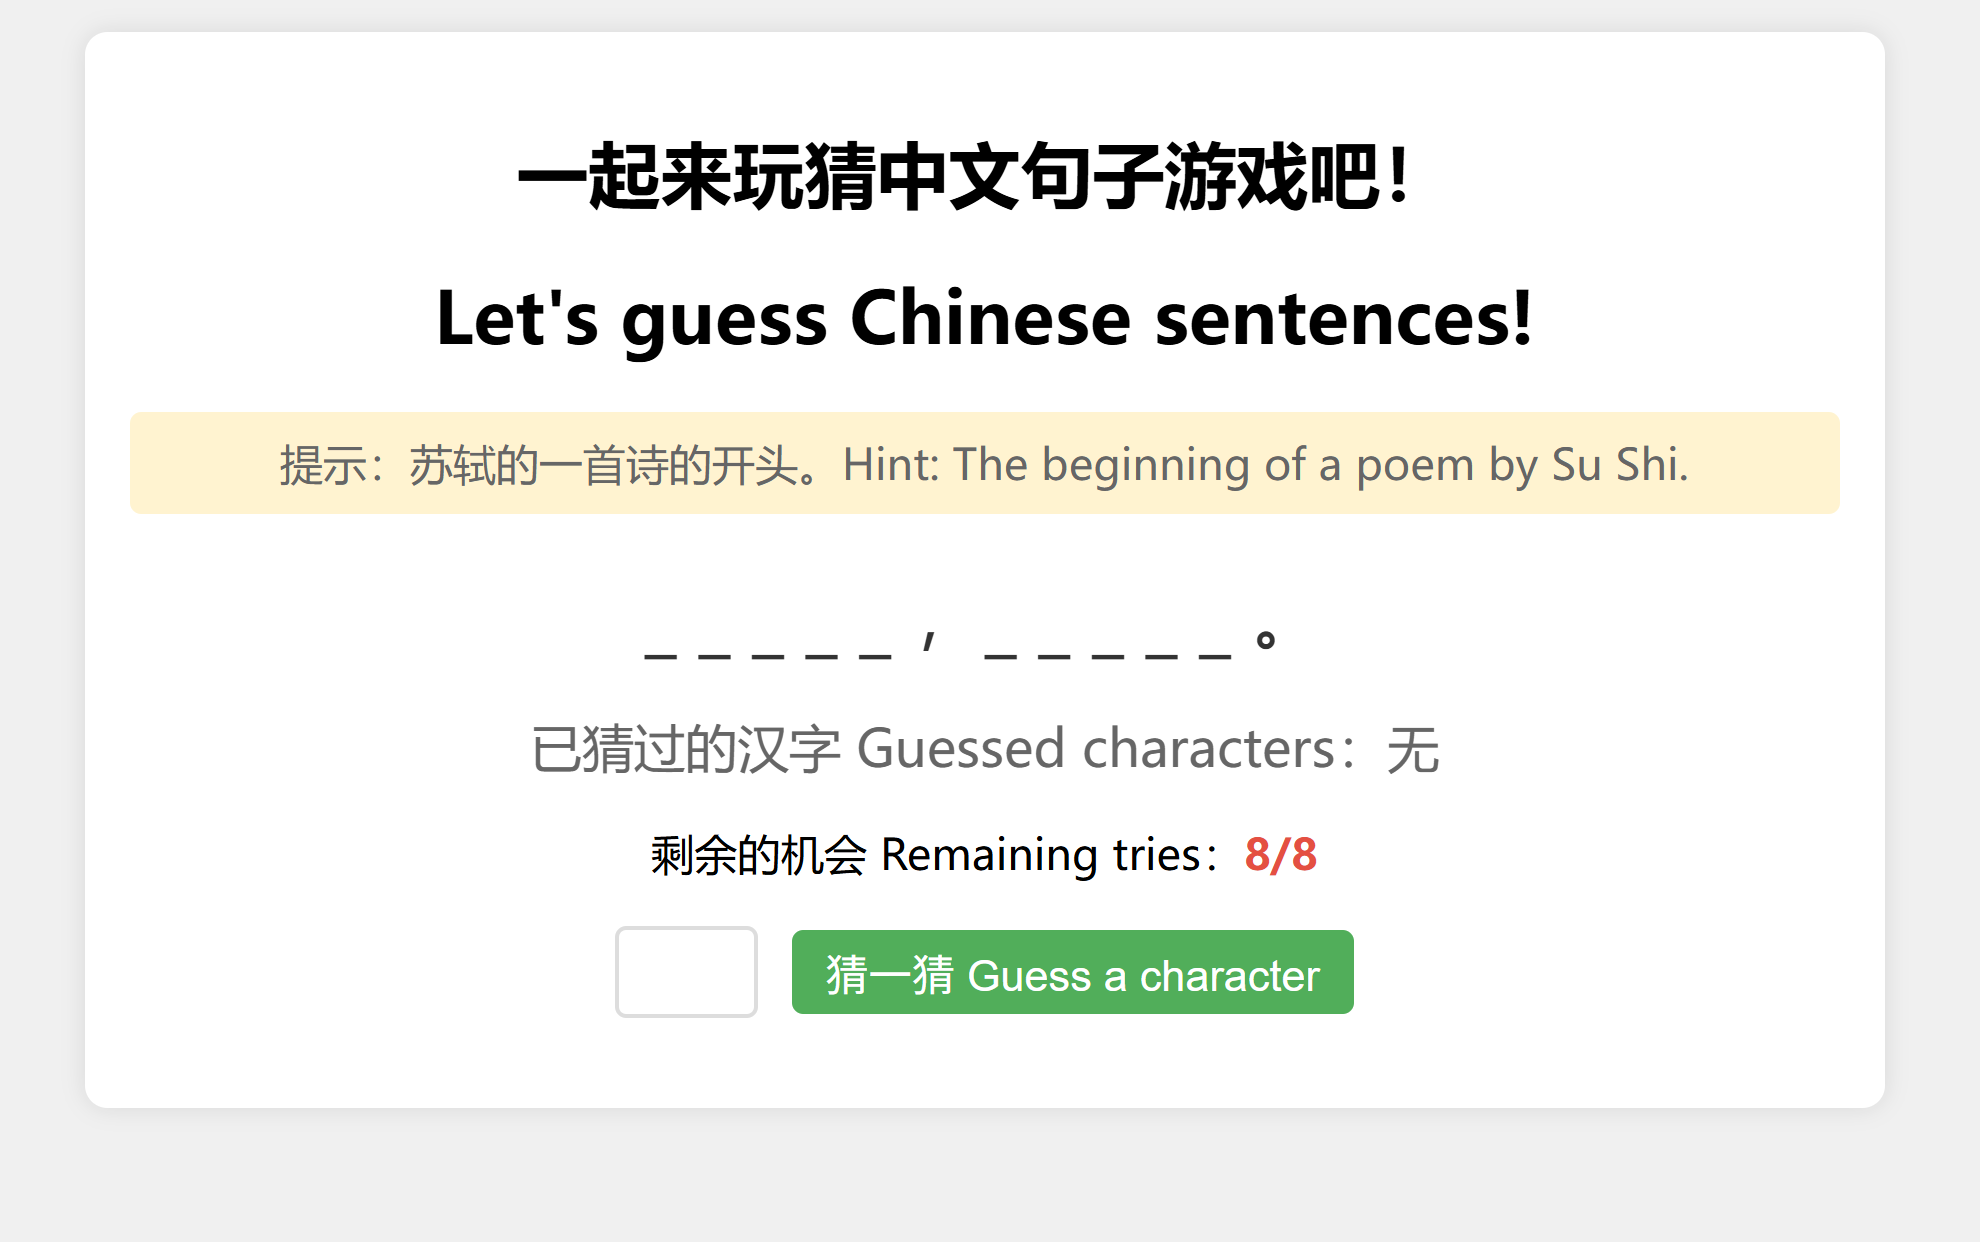 一起来玩猜中文句子游戏吧！
Let's guess Chinese sentences!
提示：苏轼的一首诗的开头。Hint: The beginning of a poem by Su Shi.
_ _ _ _ _ ， _ _ _ _ _ 。
已猜过的汉字 Guessed characters：无
剩余的机会 Remaining tries：8/8
猜一猜 Guess a character